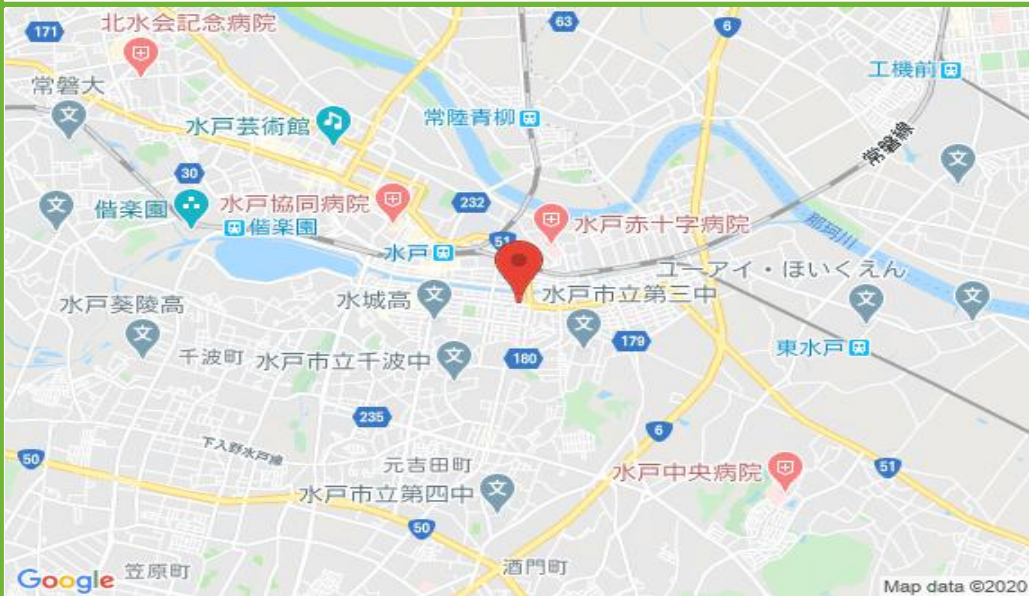 171
北水会記念病院
63
6
工機前
常磐大
水戸芸術館
常陸青柳
常磐線
30
水戸協同病院
232
偕楽園
偕楽園
水戸赤十字病院
那珂川
51
水戸
ユーアイ・ほいくえん
水城高
水戸市立第三中
水戸葵陵高
千波町
水戸市立千波中
180
179
東水戸
235
6
下入野水戸線
50
元吉田町
水戸中央病院
51
水戸市立第四中
50
酒門町
笠原町
Google
Map data ©2020